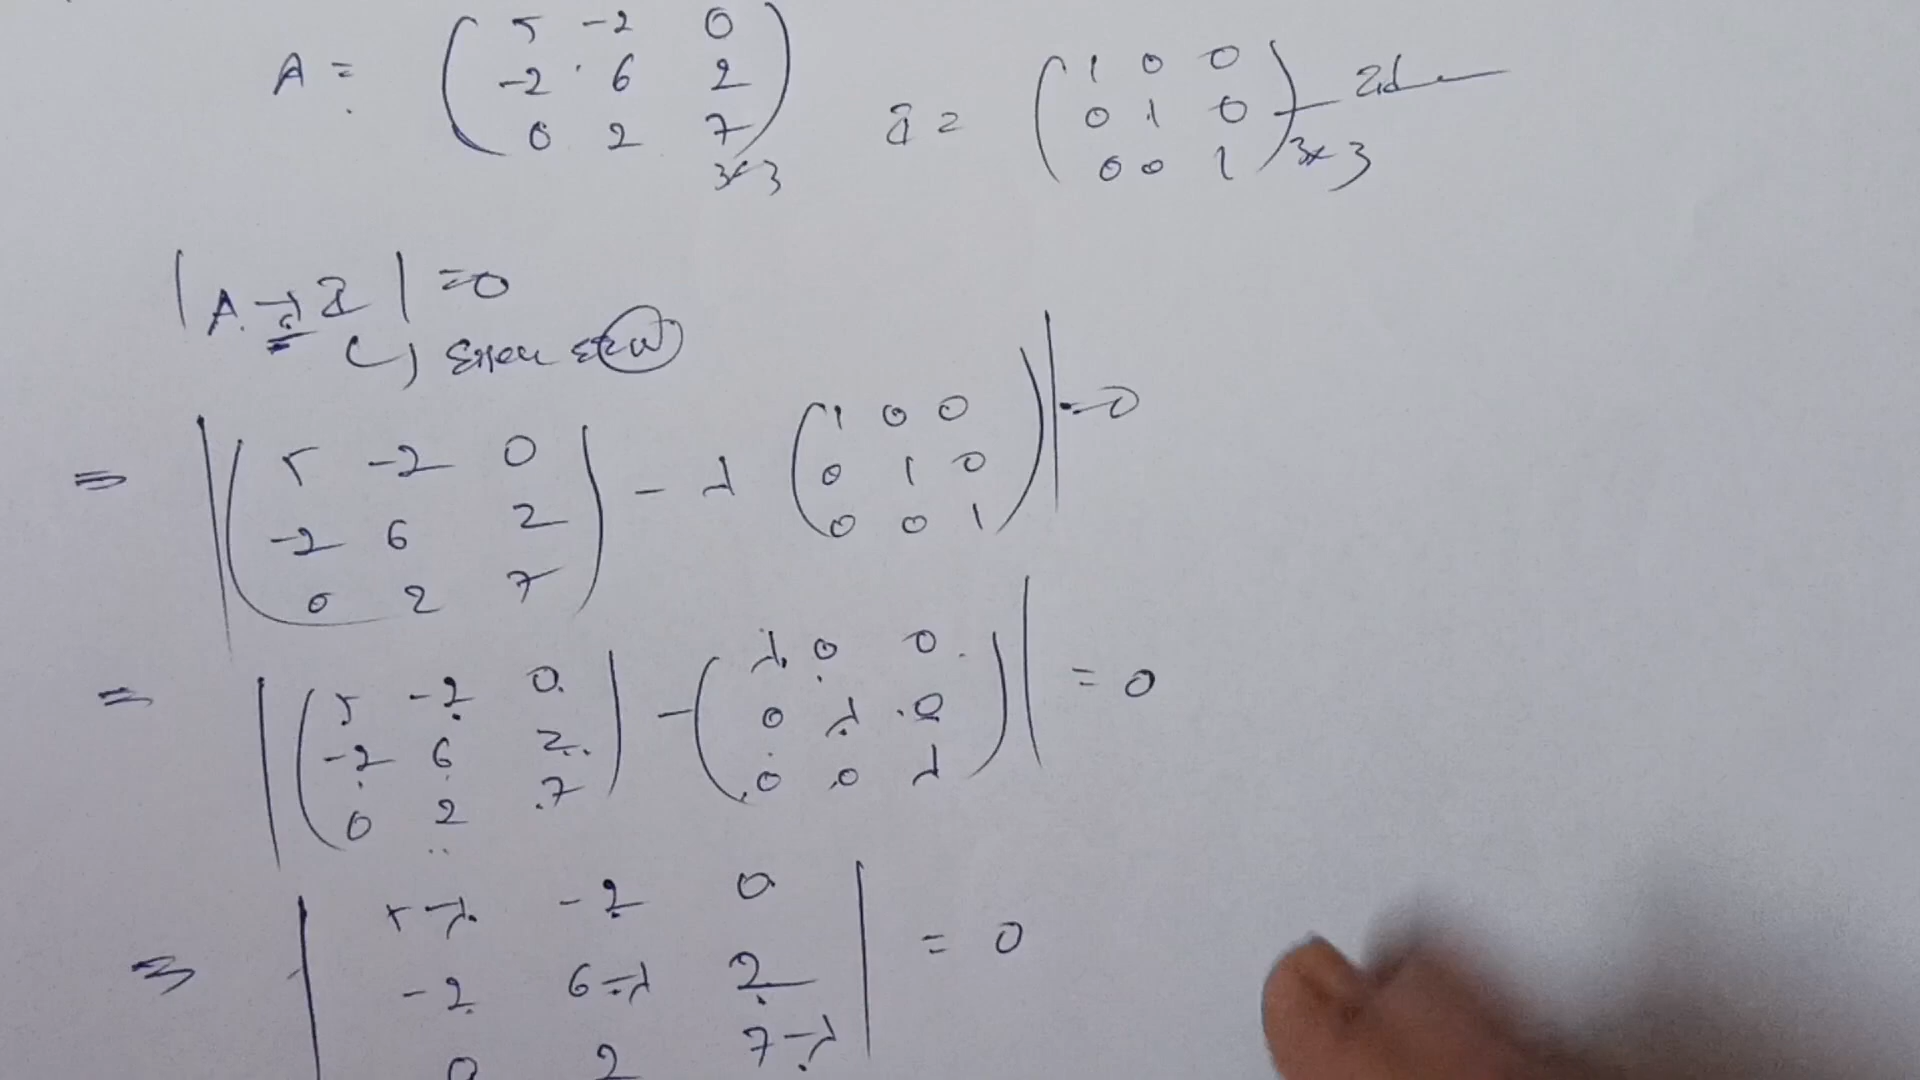 A = ( 5 -2 0
-2 6 2
0 2 7 ) 3×3
I = ( 1 0 0
0 1 0
0 0 1 ) 3×3
|A - λI| = 0
⇒ |( 5 -2 0
-2 6 2
0 2 7 ) - λ ( 1 0 0
0 1 0
0 0 1 )| = 0
= |( 5 -2 0
-2 6 2
0 2 7 ) - ( λ 0 0
0 λ 0
0 0 λ )| = 0
⇒ | 5-λ -2 0
-2 6-λ 2
0 2 7-λ | = 0